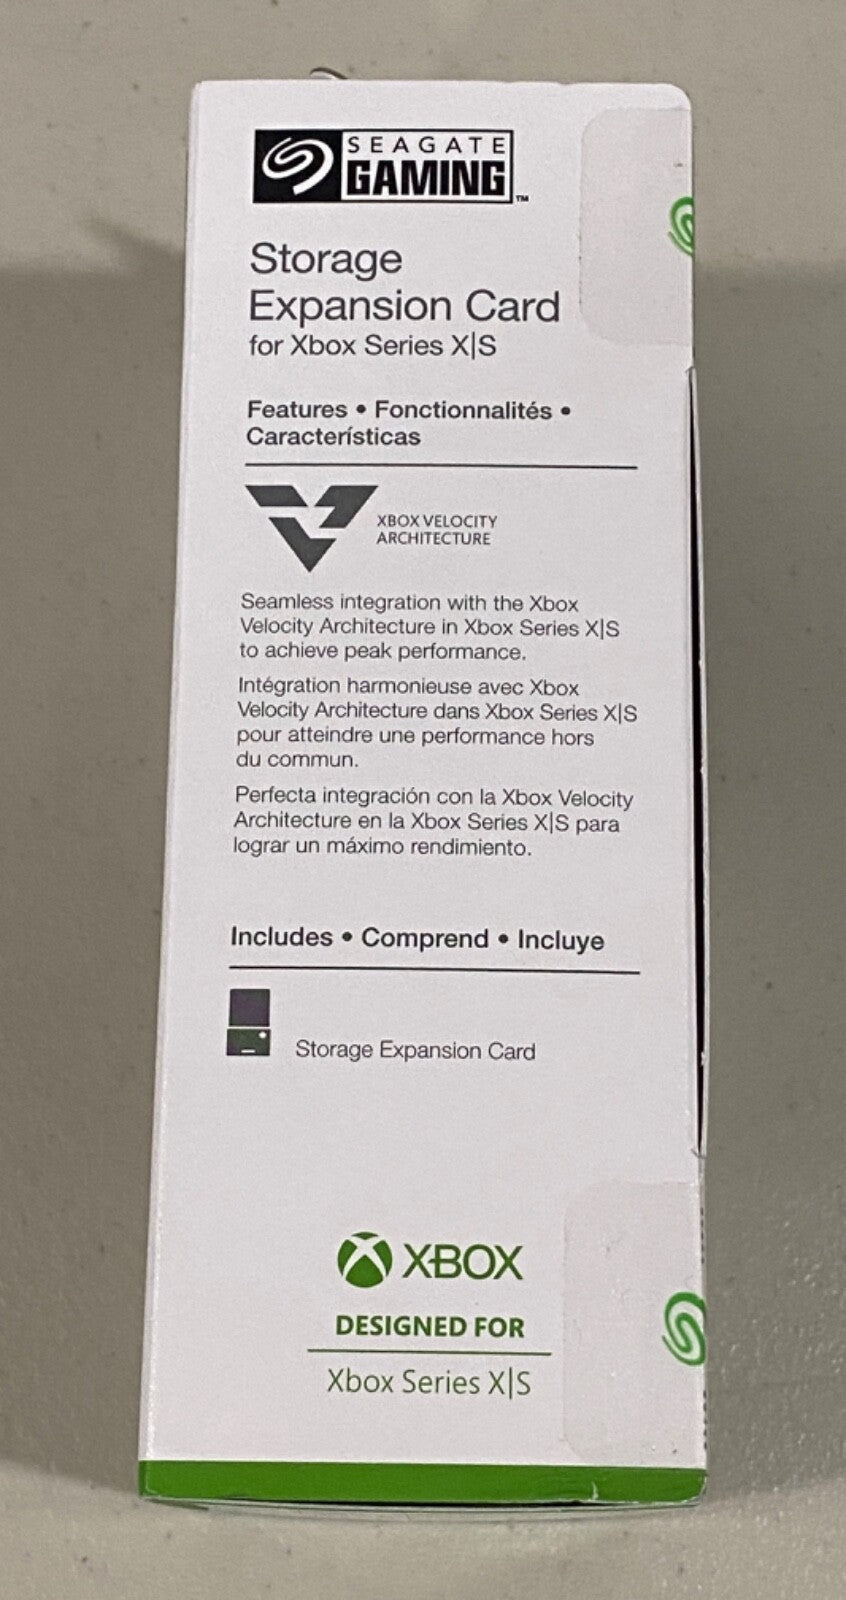 SEAGATE
GAMING™
Storage
Expansion Card
for Xbox Series X|S
Features • Fonctionnalités •
Características
XBOX VELOCITY
ARCHITECTURE
Seamless integration with the Xbox
Velocity Architecture in Xbox Series X|S
to achieve peak performance.
Intégration harmonieuse avec Xbox
Velocity Architecture dans Xbox Series X|S
pour atteindre une performance hors
du commun.
Perfecta integración con la Xbox Velocity
Architecture en la Xbox Series X|S para
lograr un máximo rendimiento.
Includes • Comprend • Incluye
Storage Expansion Card
XBOX
DESIGNED FOR
Xbox Series X|S